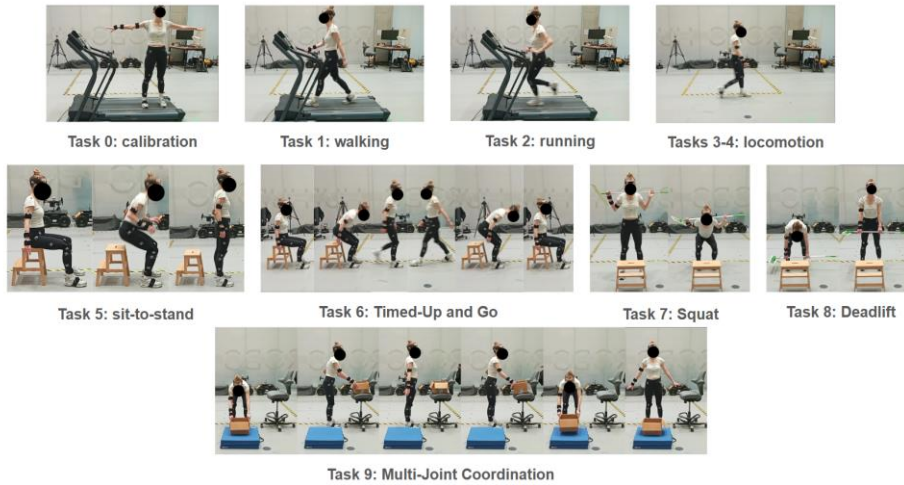 Task 0: calibration
Task 1: walking
Task 2: running
Tasks 3-4: locomotion
Task 5: sit-to-stand
Task 6: Timed-Up and Go
Task 7: Squat
Task 8: Deadlift
Task 9: Multi-Joint Coordination